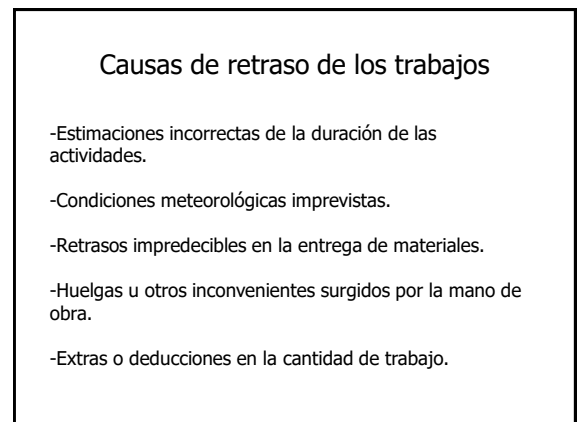 Causas de retraso de los trabajos
-Estimaciones incorrectas de la duración de las
actividades.
-Condiciones meteorológicas imprevistas.
-Retrasos impredecibles en la entrega de materiales.
-Huelgas u otros inconvenientes surgidos por la mano de
obra.
-Extras o deducciones en la cantidad de trabajo.